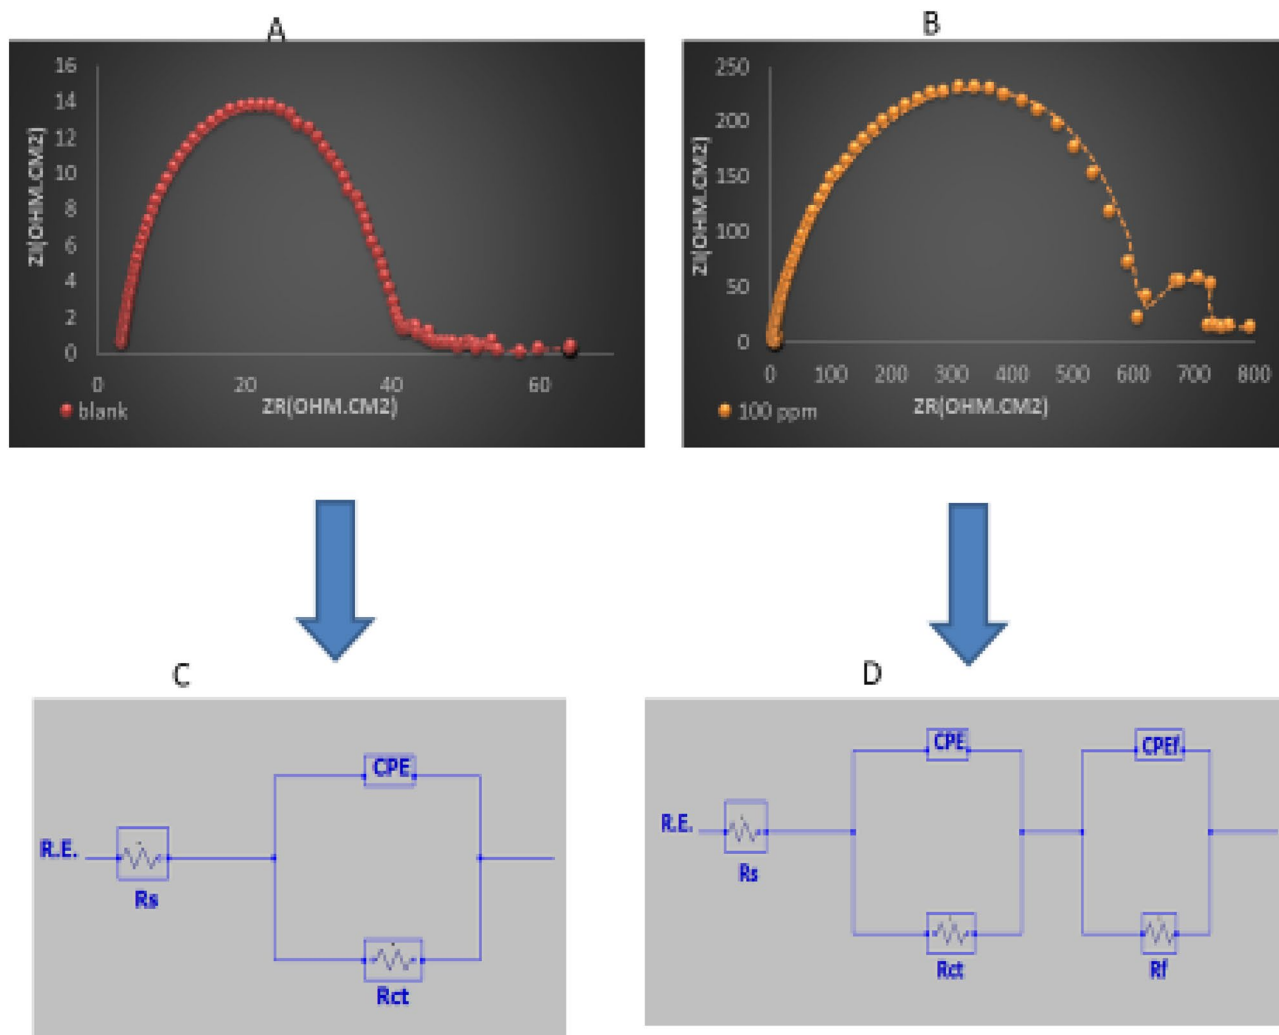 A
16
14
12
10
8
6
4
2
0
ZI(OHM.CM2)
0 20 40 60
ZR(OHM.CM2)
blank
B
250
200
150
100
50
0
ZI(OHM.CM2)
0 100 200 300 400 500 600 700 800
ZR(OHM.CM2)
100 ppm
C
CPE
R.E.
Rs
Rct
D
CPE
CPEf
R.E.
Rs
Rct
Rf